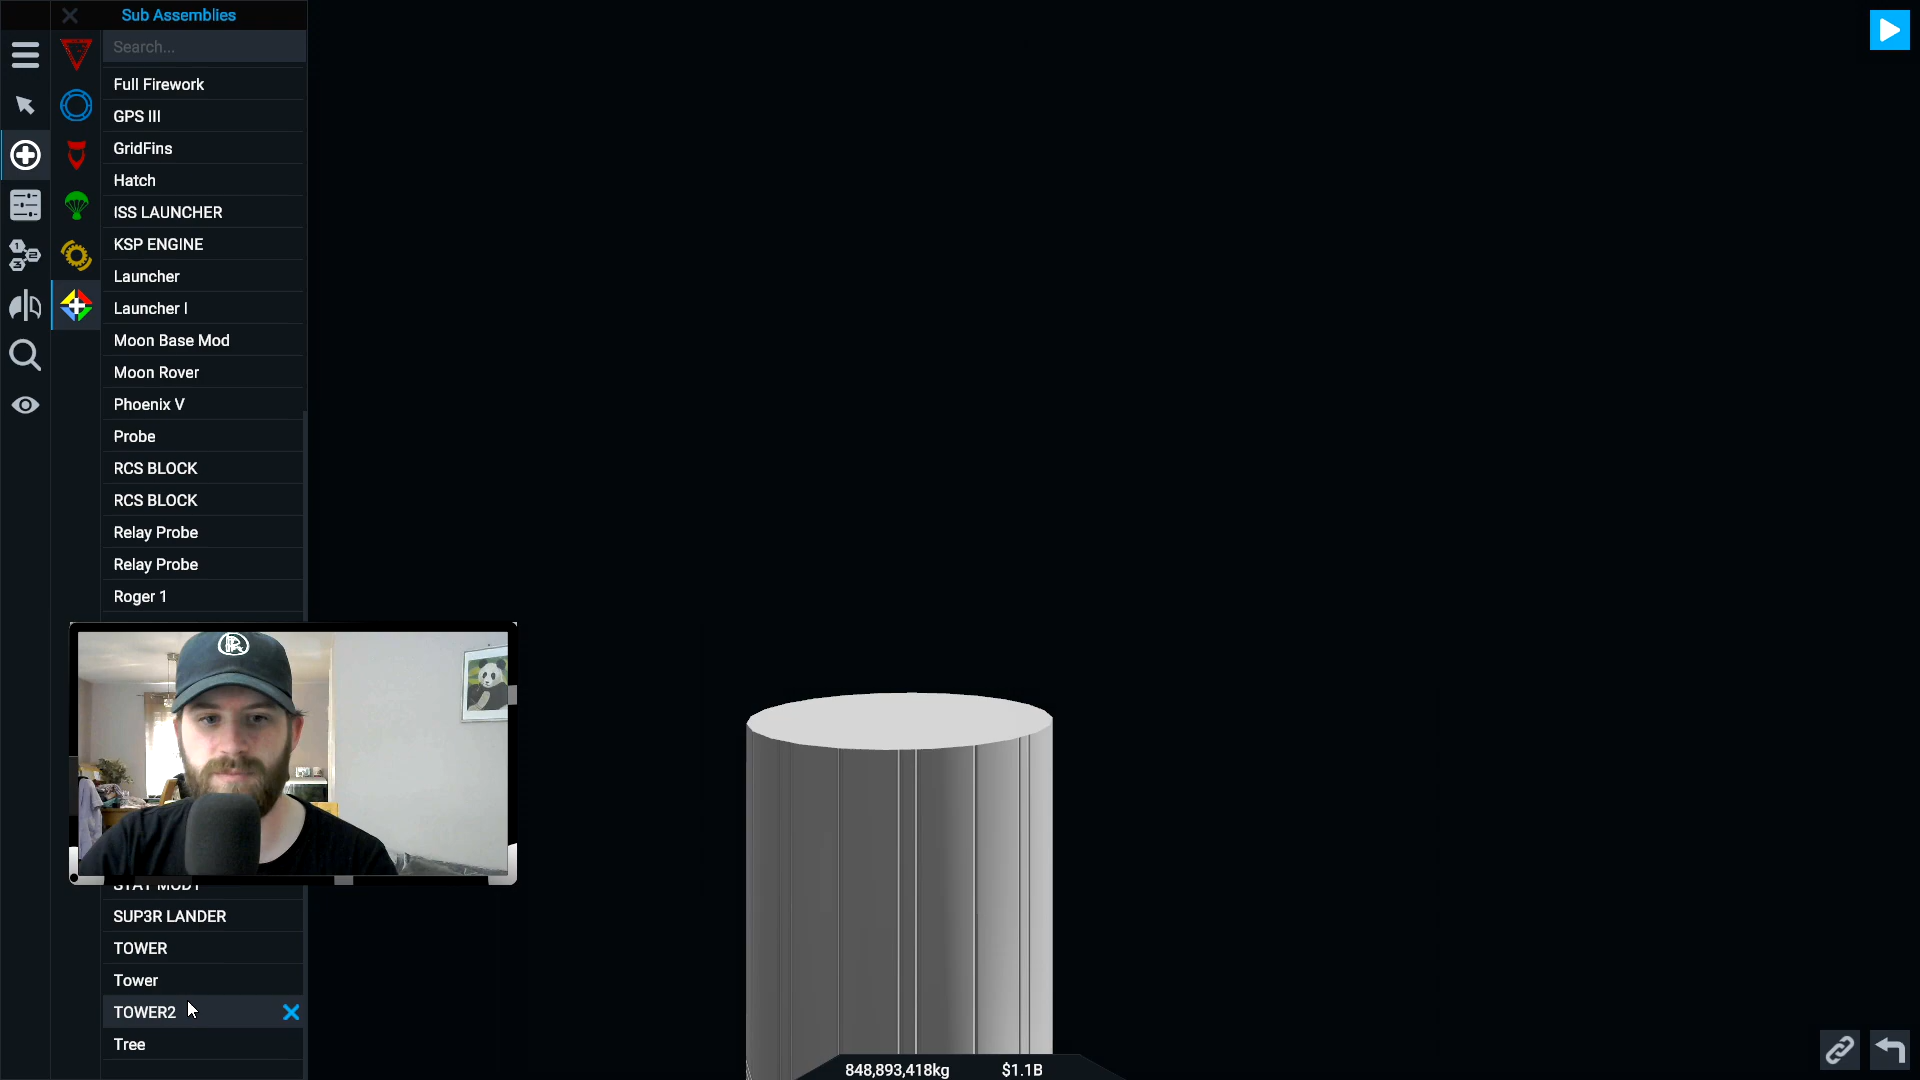 Sub Assemblies
Search...
Full Firework
GPS III
GridFins
Hatch
ISS LAUNCHER
KSP ENGINE
Launcher
Launcher I
Moon Base Mod
Moon Rover
Phoenix V
Probe
RCS BLOCK
RCS BLOCK
Relay Probe
Relay Probe
Roger 1
SUP3R LANDER
TOWER
Tower
TOWER2
Tree
848,893,418kg $1.1B